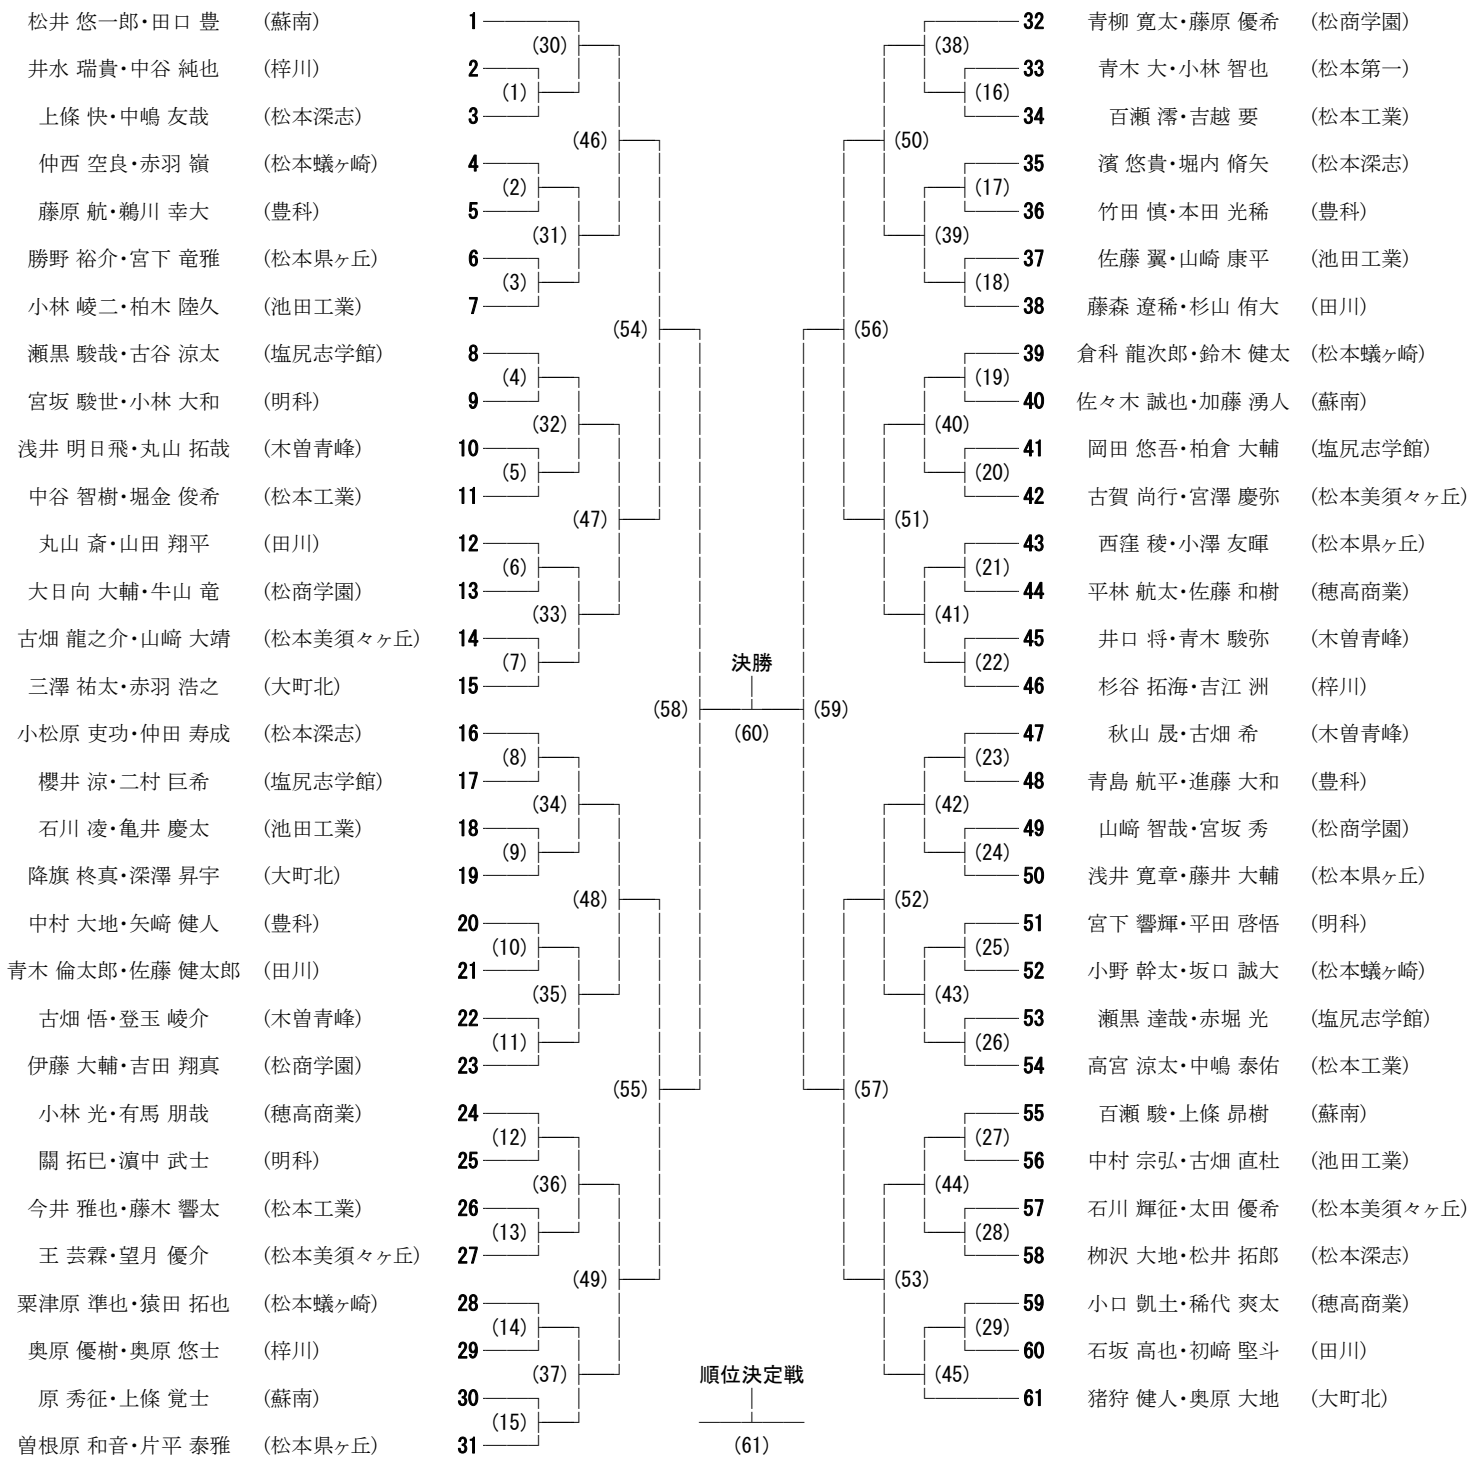 松井 悠一郎・田口 豊 (蘇南) 1
井水 瑞貴・中谷 純也 (梓川) 2
上條 快・中嶋 友哉 (松本深志) 3
仲西 空良・赤羽 嶺 (松本蟻ヶ崎) 4
藤原 航・鵜川 幸大 (豊科) 5
勝野 裕介・宮下 竜雅 (松本県ヶ丘) 6
小林 崚二・柏木 陸久 (池田工業) 7
瀬黒 駿哉・古谷 涼太 (塩尻志学館) 8
宮坂 駿世・小林 大和 (明科) 9
浅井 明日飛・丸山 拓哉 (木曽青峰) 10
中谷 智樹・堀金 俊希 (松本工業) 11
丸山 斎・山田 翔平 (田川) 12
大日向 大輔・牛山 竜 (松商学園) 13
古畑 龍之介・山﨑 大靖 (松本美須々ヶ丘) 14
三澤 祐太・赤羽 浩之 (大町北) 15
小松原 吏功・仲田 寿成 (松本深志) 16
櫻井 涼・二村 巨希 (塩尻志学館) 17
石川 凌・亀井 慶太 (池田工業) 18
降旗 柊真・深澤 昇宇 (大町北) 19
中村 大地・矢﨑 健人 (豊科) 20
青木 倫太郎・佐藤 健太郎 (田川) 21
古畑 悟・登玉 崚介 (木曽青峰) 22
伊藤 大輔・吉田 翔真 (松商学園) 23
小林 光・有馬 朋哉 (穂高商業) 24
關 拓巳・濵中 武士 (明科) 25
今井 雅也・藤木 響太 (松本工業) 26
王 芸霖・望月 優介 (松本美須々ヶ丘) 27
粟津原 準也・猿田 拓也 (松本蟻ヶ崎) 28
奥原 優樹・奥原 悠士 (梓川) 29
原 秀征・上條 覚士 (蘇南) 30
曽根原 和音・片平 泰雅 (松本県ヶ丘) 31
(1)
(2)
(3)
(4)
(5)
(6)
(7)
(8)
(9)
(10)
(11)
(12)
(13)
(14)
(15)
(30)
(31)
(32)
(33)
(34)
(35)
(36)
(37)
(46)
(47)
(48)
(49)
(54)
(55)
(58)
決勝
(60)
順位決定戦
(61)
(59)
(56)
(57)
(50)
(51)
(52)
(53)
(38)
(39)
(40)
(41)
(42)
(43)
(44)
(45)
(16)
(17)
(18)
(19)
(20)
(21)
(22)
(23)
(24)
(25)
(26)
(27)
(28)
(29)
32 青柳 寛太・藤原 優希 (松商学園)
33 青木 大・小林 智也 (松本第一)
34 百瀬 澪・吉越 要 (松本工業)
35 濱 悠貴・堀内 脩矢 (松本深志)
36 竹田 慎・本田 光稀 (豊科)
37 佐藤 翼・山崎 康平 (池田工業)
38 藤森 遼稀・杉山 侑大 (田川)
39 倉科 龍次郎・鈴木 健太 (松本蟻ヶ崎)
40 佐々木 誠也・加藤 湧人 (蘇南)
41 岡田 悠吾・柏倉 大輔 (塩尻志学館)
42 古賀 尚行・宮澤 慶弥 (松本美須々ヶ丘)
43 西窪 稜・小澤 友暉 (松本県ヶ丘)
44 平林 航太・佐藤 和樹 (穂高商業)
45 井口 将・青木 駿弥 (木曽青峰)
46 杉谷 拓海・吉江 洲 (梓川)
47 秋山 晟・古畑 希 (木曽青峰)
48 青島 航平・進藤 大和 (豊科)
49 山﨑 智哉・宮坂 秀 (松商学園)
50 浅井 寛章・藤井 大輔 (松本県ヶ丘)
51 宮下 響輝・平田 啓悟 (明科)
52 小野 幹太・坂口 誠大 (松本蟻ヶ崎)
53 瀬黒 達哉・赤堀 光 (塩尻志学館)
54 高宮 涼太・中嶋 泰佑 (松本工業)
55 百瀬 駿・上條 昴樹 (蘇南)
56 中村 宗弘・古畑 直杜 (池田工業)
57 石川 輝征・太田 優希 (松本美須々ヶ丘)
58 栁沢 大地・松井 拓郎 (松本深志)
59 小口 凱土・稀代 爽太 (穂高商業)
60 石坂 高也・初﨑 堅斗 (田川)
61 猪狩 健人・奥原 大地 (大町北)